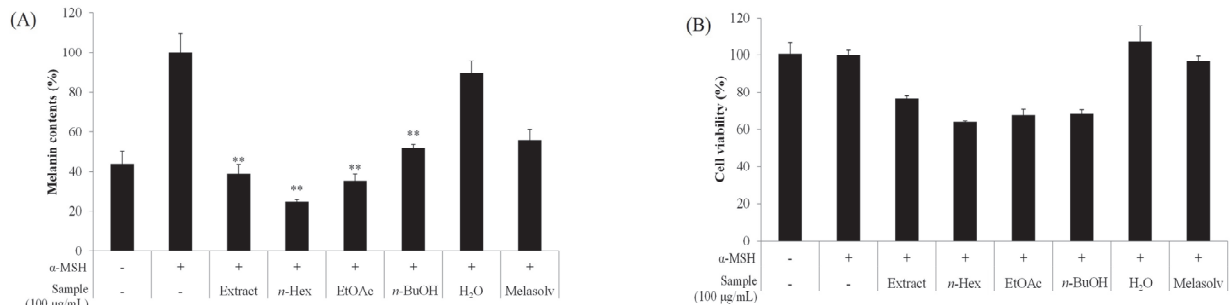 (A)
Melanin contents (%)
120
100
80
60
40
20
0
**
**
**
**
α-MSH - + + + + + + +
Sample - - Extract n-Hex EtOAc n-BuOH H₂O Melasolv
(100 µg/mL)
(B)
Cell viability (%)
120
100
80
60
40
20
0
α-MSH - + + + + + + +
Sample - - Extract n-Hex EtOAc n-BuOH H₂O Melasolv
(100 µg/mL)